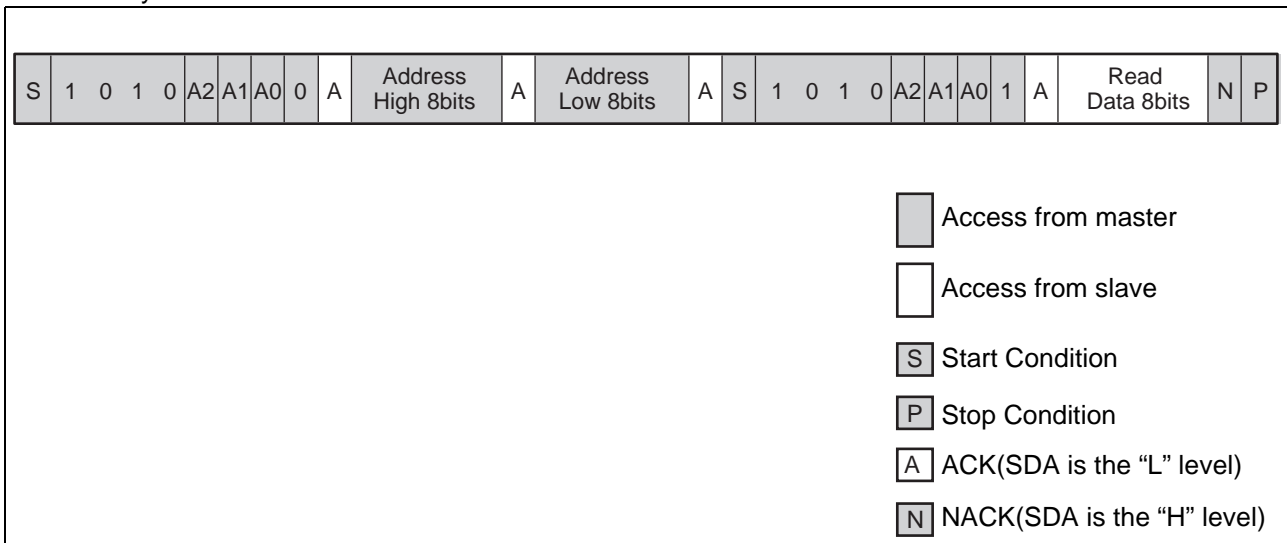 S 1 0 1 0 A2 A1 A0 0 A Address High 8bits A Address Low 8bits A S 1 0 1 0 A2 A1 A0 1 A Read Data 8bits N P
Access from master
Access from slave
S Start Condition
P Stop Condition
A ACK(SDA is the “L” level)
N NACK(SDA is the “H” level)